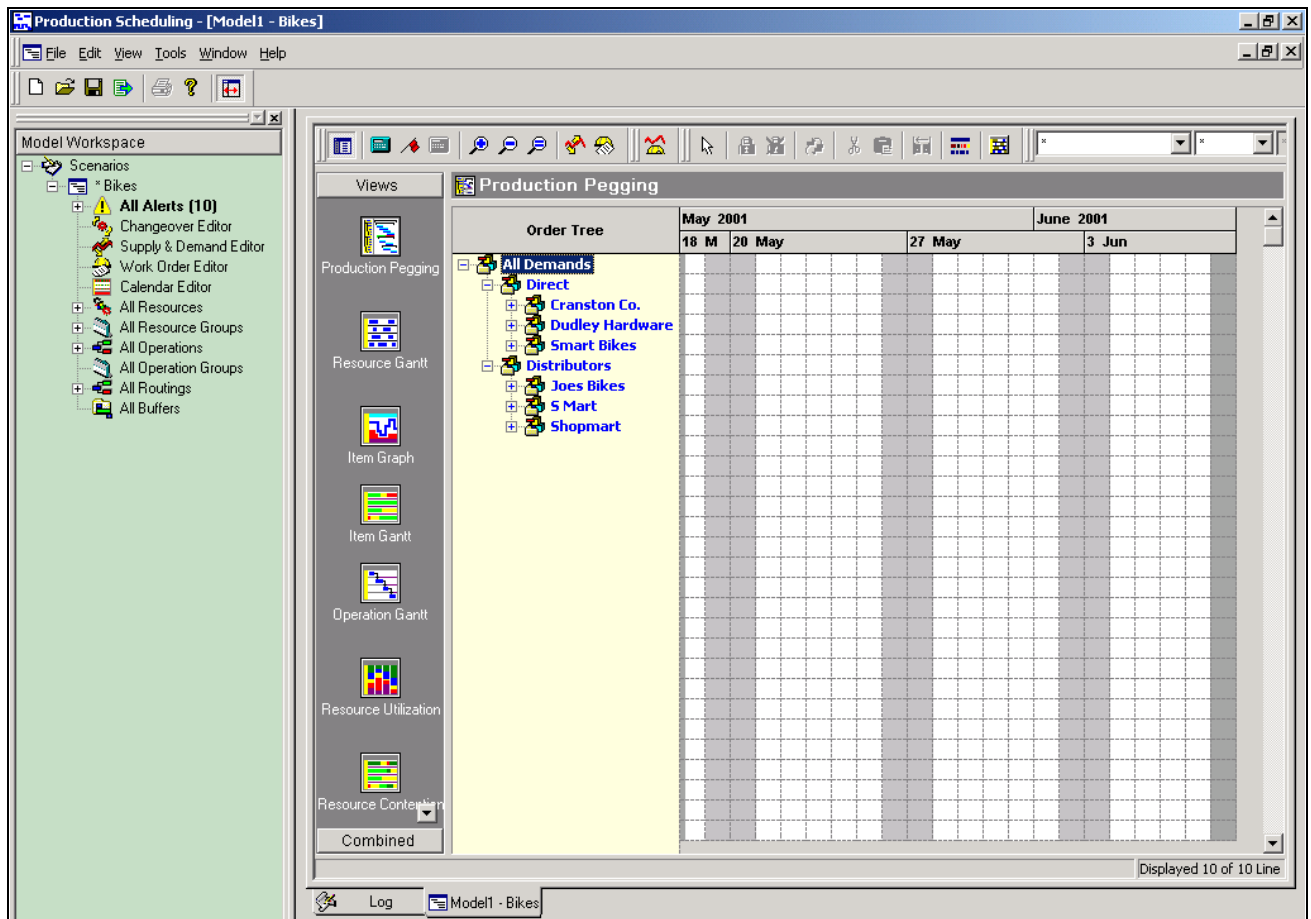 Production Scheduling - [Model1 - Bikes]
File Edit View Tools Window Help
Model Workspace
Scenarios
* Bikes
All Alerts (10)
Changeover Editor
Supply & Demand Editor
Work Order Editor
Calendar Editor
All Resources
All Resource Groups
All Operations
All Operation Groups
All Routings
All Buffers
* *
Views
Production Pegging
Resource Gantt
Item Graph
Item Gantt
Operation Gantt
Resource Utilization
Resource Contention
Combined
Production Pegging
Order Tree
May 2001 June 2001
18 M 20 May 27 May 3 Jun
All Demands
Direct
Cranston Co.
Dudley Hardware
Smart Bikes
Distributors
Joes Bikes
S Mart
Shopmart
Displayed 10 of 10 Line
Log Model1 - Bikes